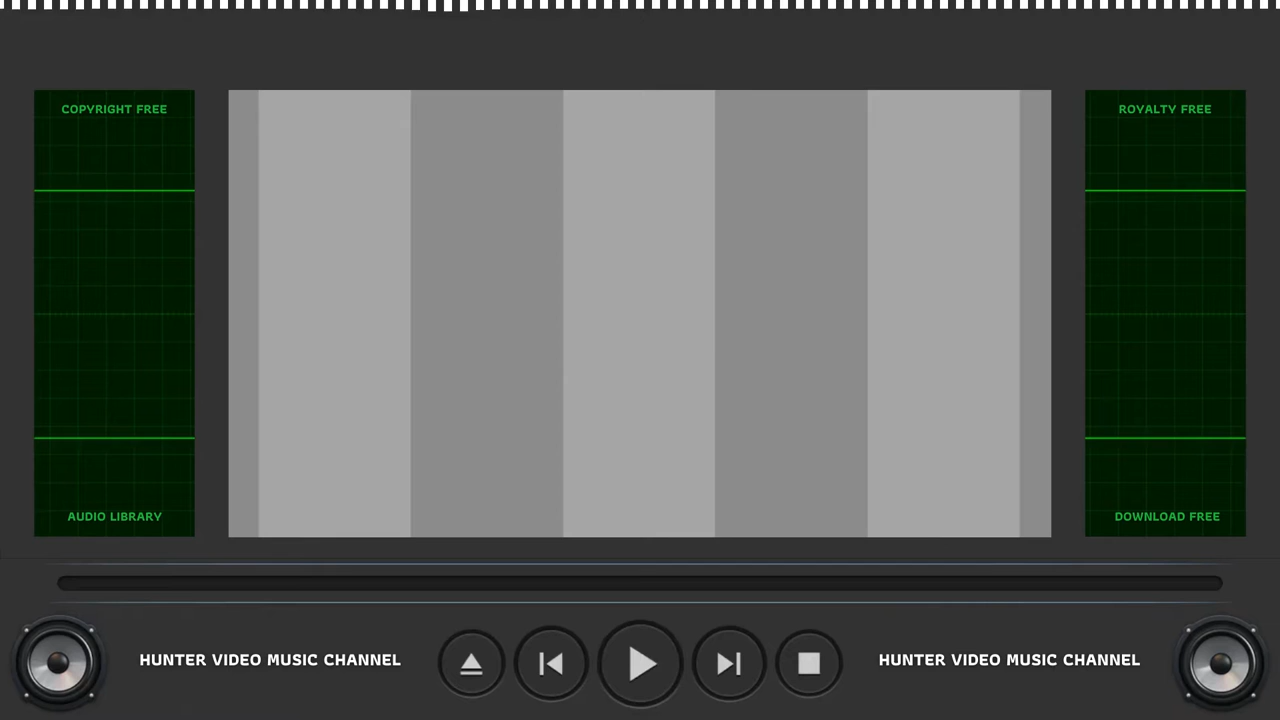 COPYRIGHT FREE
ROYALTY FREE
AUDIO LIBRARY
DOWNLOAD FREE
HUNTER VIDEO MUSIC CHANNEL
HUNTER VIDEO MUSIC CHANNEL